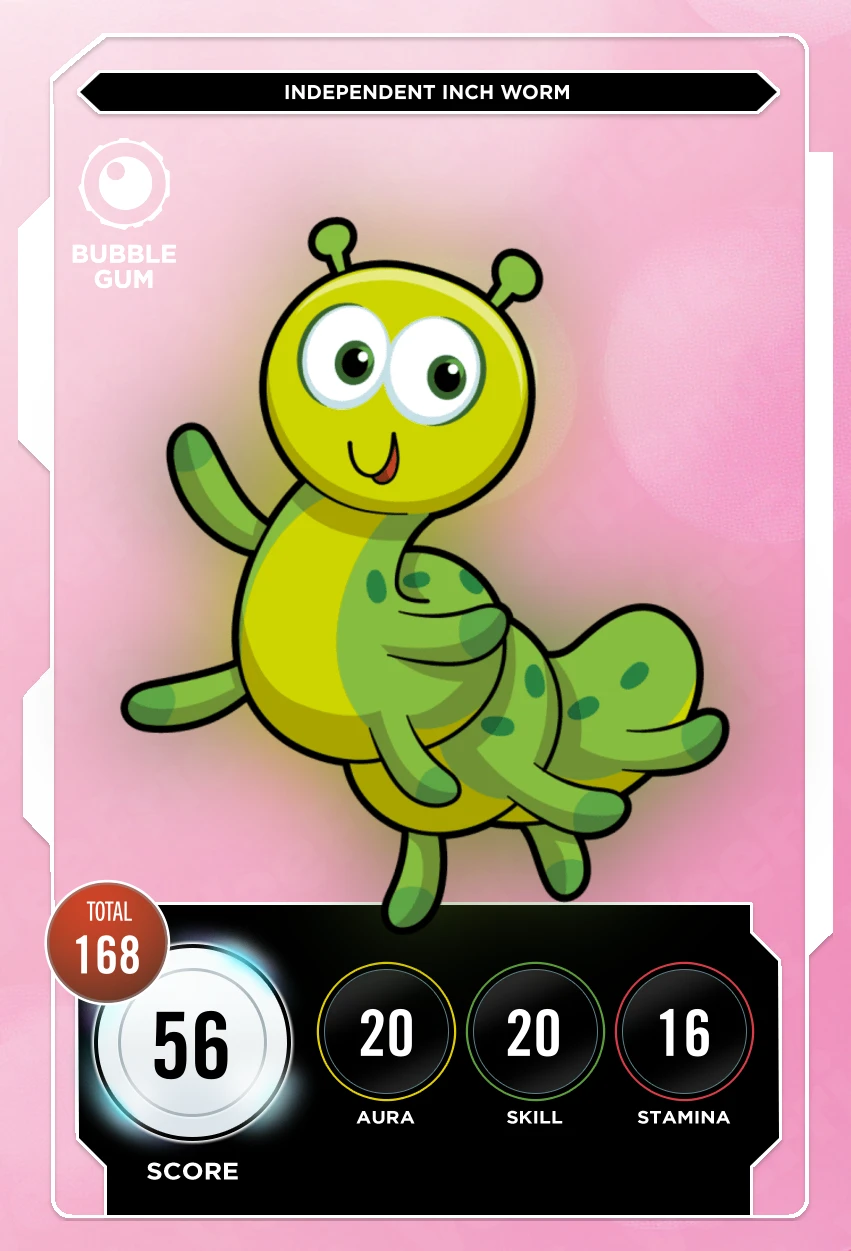 INDEPENDENT INCH WORM
BUBBLE
GUM
TOTAL
168
56
SCORE
20
AURA
20
SKILL
16
STAMINA